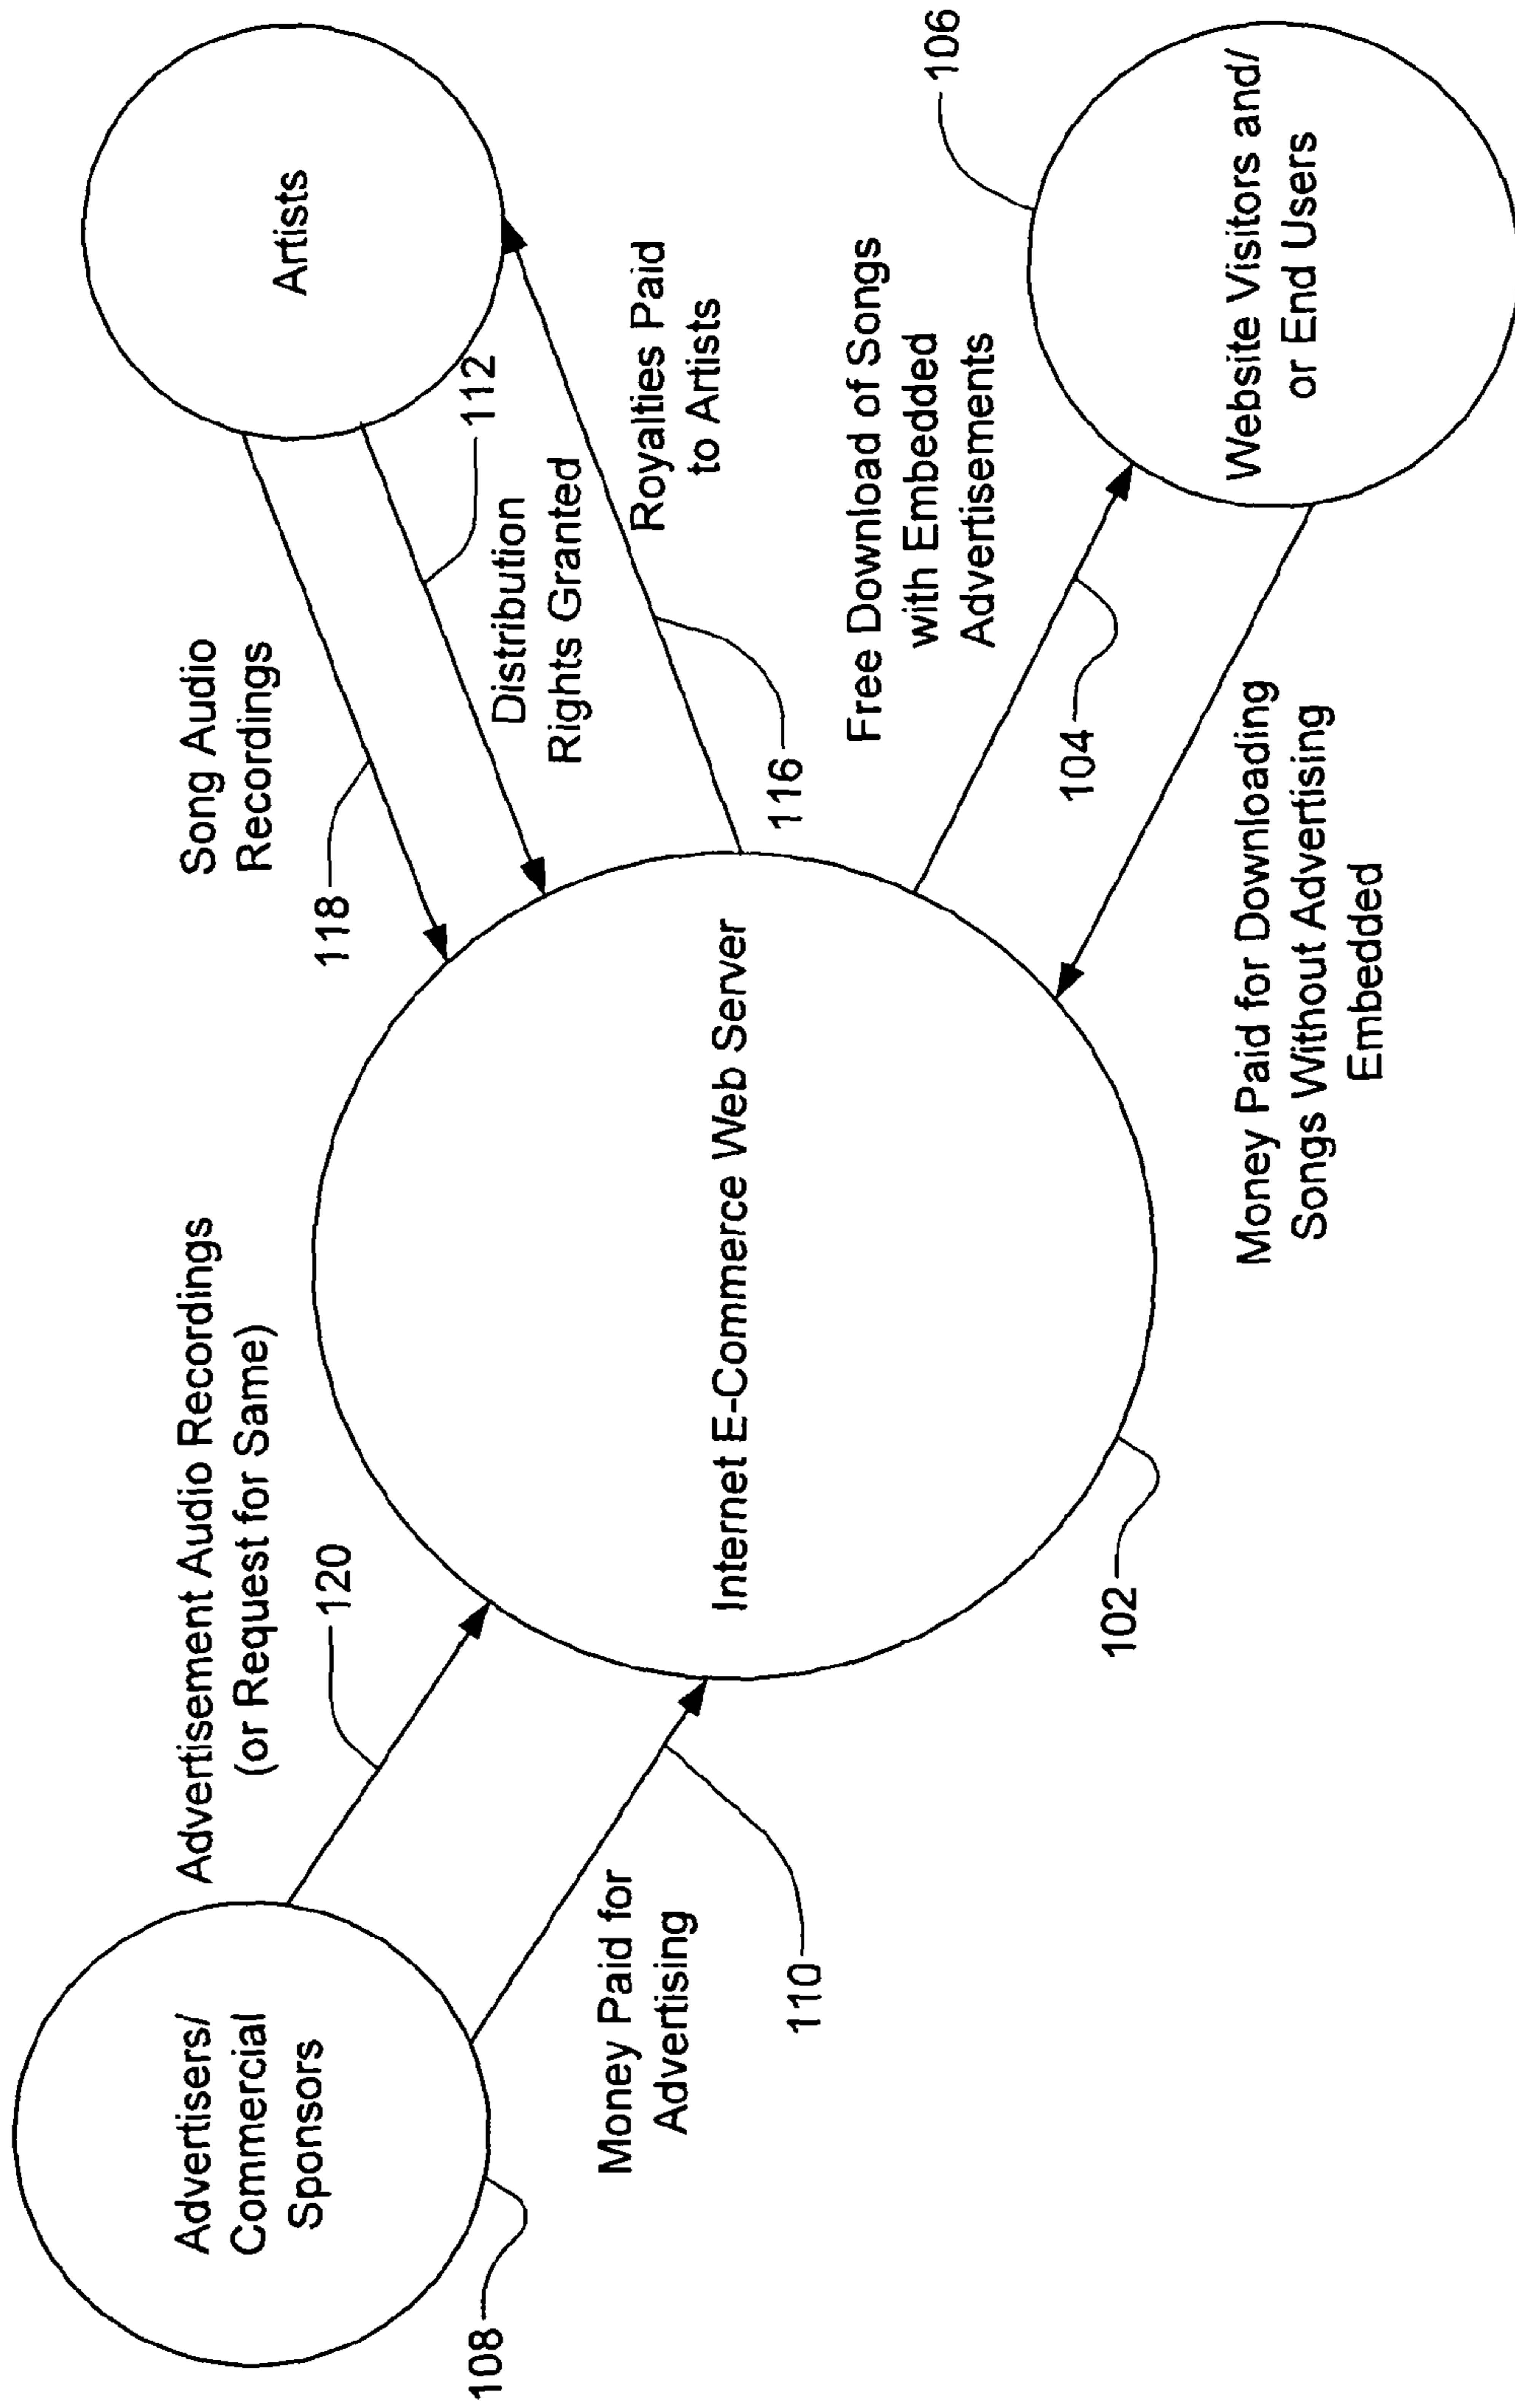 Advertisers/
Commercial
Sponsors
108
Advertisement Audio Recordings
(or Request for Same)
120
Money Paid for
Advertising
110
Internet E-Commerce Web Server
102
Song Audio
Recordings
118
Distribution
Rights Granted
112
Artists
Royalties Paid
to Artists
116
Free Download of Songs
with Embedded
Advertisements
104
Money Paid for Downloading
Songs Without Advertising
Embedded
Website Visitors and/
or End Users
106